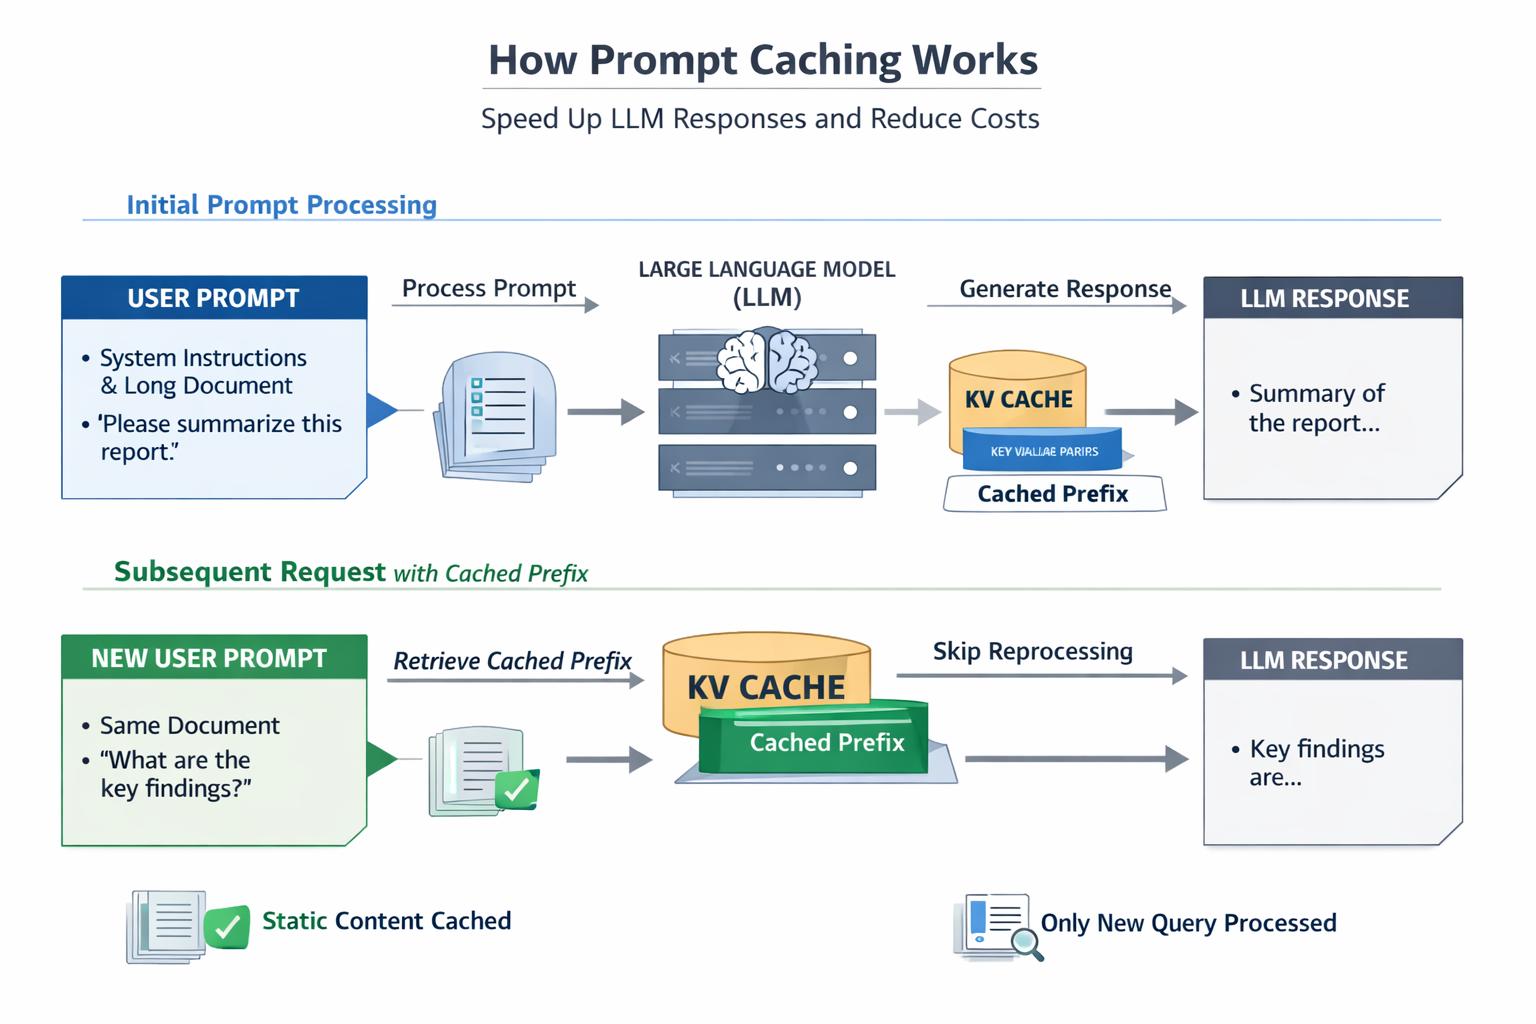 How Prompt Caching Works
Speed Up LLM Responses and Reduce Costs
Initial Prompt Processing
USER PROMPT
• System Instructions
& Long Document
• "Please summarize this
report."
Process Prompt
LARGE LANGUAGE MODEL
(LLM)
Generate Response
KV CACHE
KEY
Cached Prefix
LLM RESPONSE
• Summary of
the report...
Subsequent Request with Cached Prefix
NEW USER PROMPT
• Same Document
• "What are the
key findings?"
Retrieve Cached Prefix
KV CACHE
Cached Prefix
Skip Reprocessing
LLM RESPONSE
• Key findings
are...
Static Content Cached
Only New Query Processed